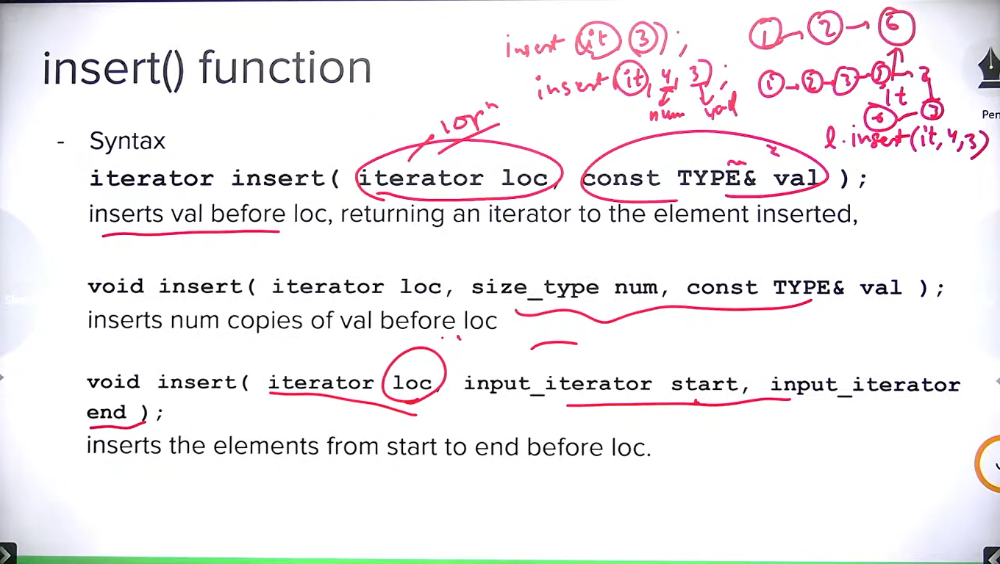 insert() function
insert (it 3);
insert (it, 4, 3);
num val
1 2 6
1 2 3 3 3
it
6 3
l.insert(it, 4, 3)
Pen
- Syntax
iterator insert( iterator loc, const TYPE& val );
inserts val before loc, returning an iterator to the element inserted,
void insert( iterator loc, size_type num, const TYPE& val );
inserts num copies of val before loc
void insert( iterator loc, input_iterator start, input_iterator
end );
inserts the elements from start to end before loc.